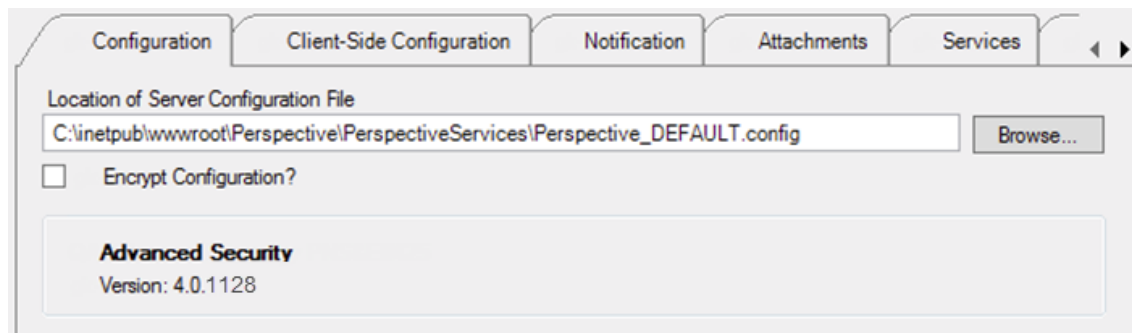 Configuration
Client-Side Configuration
Notification
Attachments
Services
Location of Server Configuration File
C:\inetpub\wwwroot\Perspective\PerspectiveServices\Perspective_DEFAULT.config
Browse...
Encrypt Configuration?
Advanced Security
Version: 4.0.1128